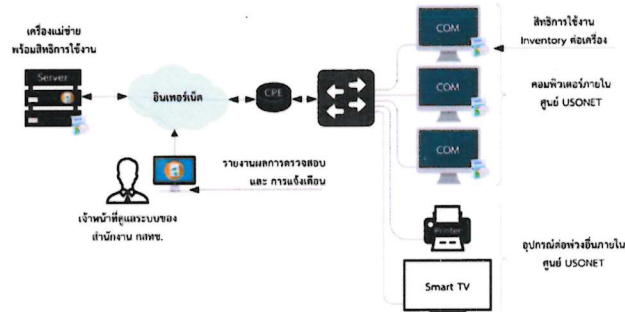 เครื่องแม่ข่าย
พร้อมสิทธิการใช้งาน
Server
อินเทอร์เน็ต
CPE
COM
COM
COM
สิทธิการใช้งาน
Inventory ต่อเครื่อง
คอมพิวเตอร์ภายใน
ศูนย์ USONET
รายงานผลการตรวจสอบ
และ การแจ้งเตือน
เจ้าหน้าที่ดูแลระบบของ
สำนักงาน กสทช.
Printer
Smart TV
อุปกรณ์ต่อพ่วงอื่นภายใน
ศูนย์ USONET